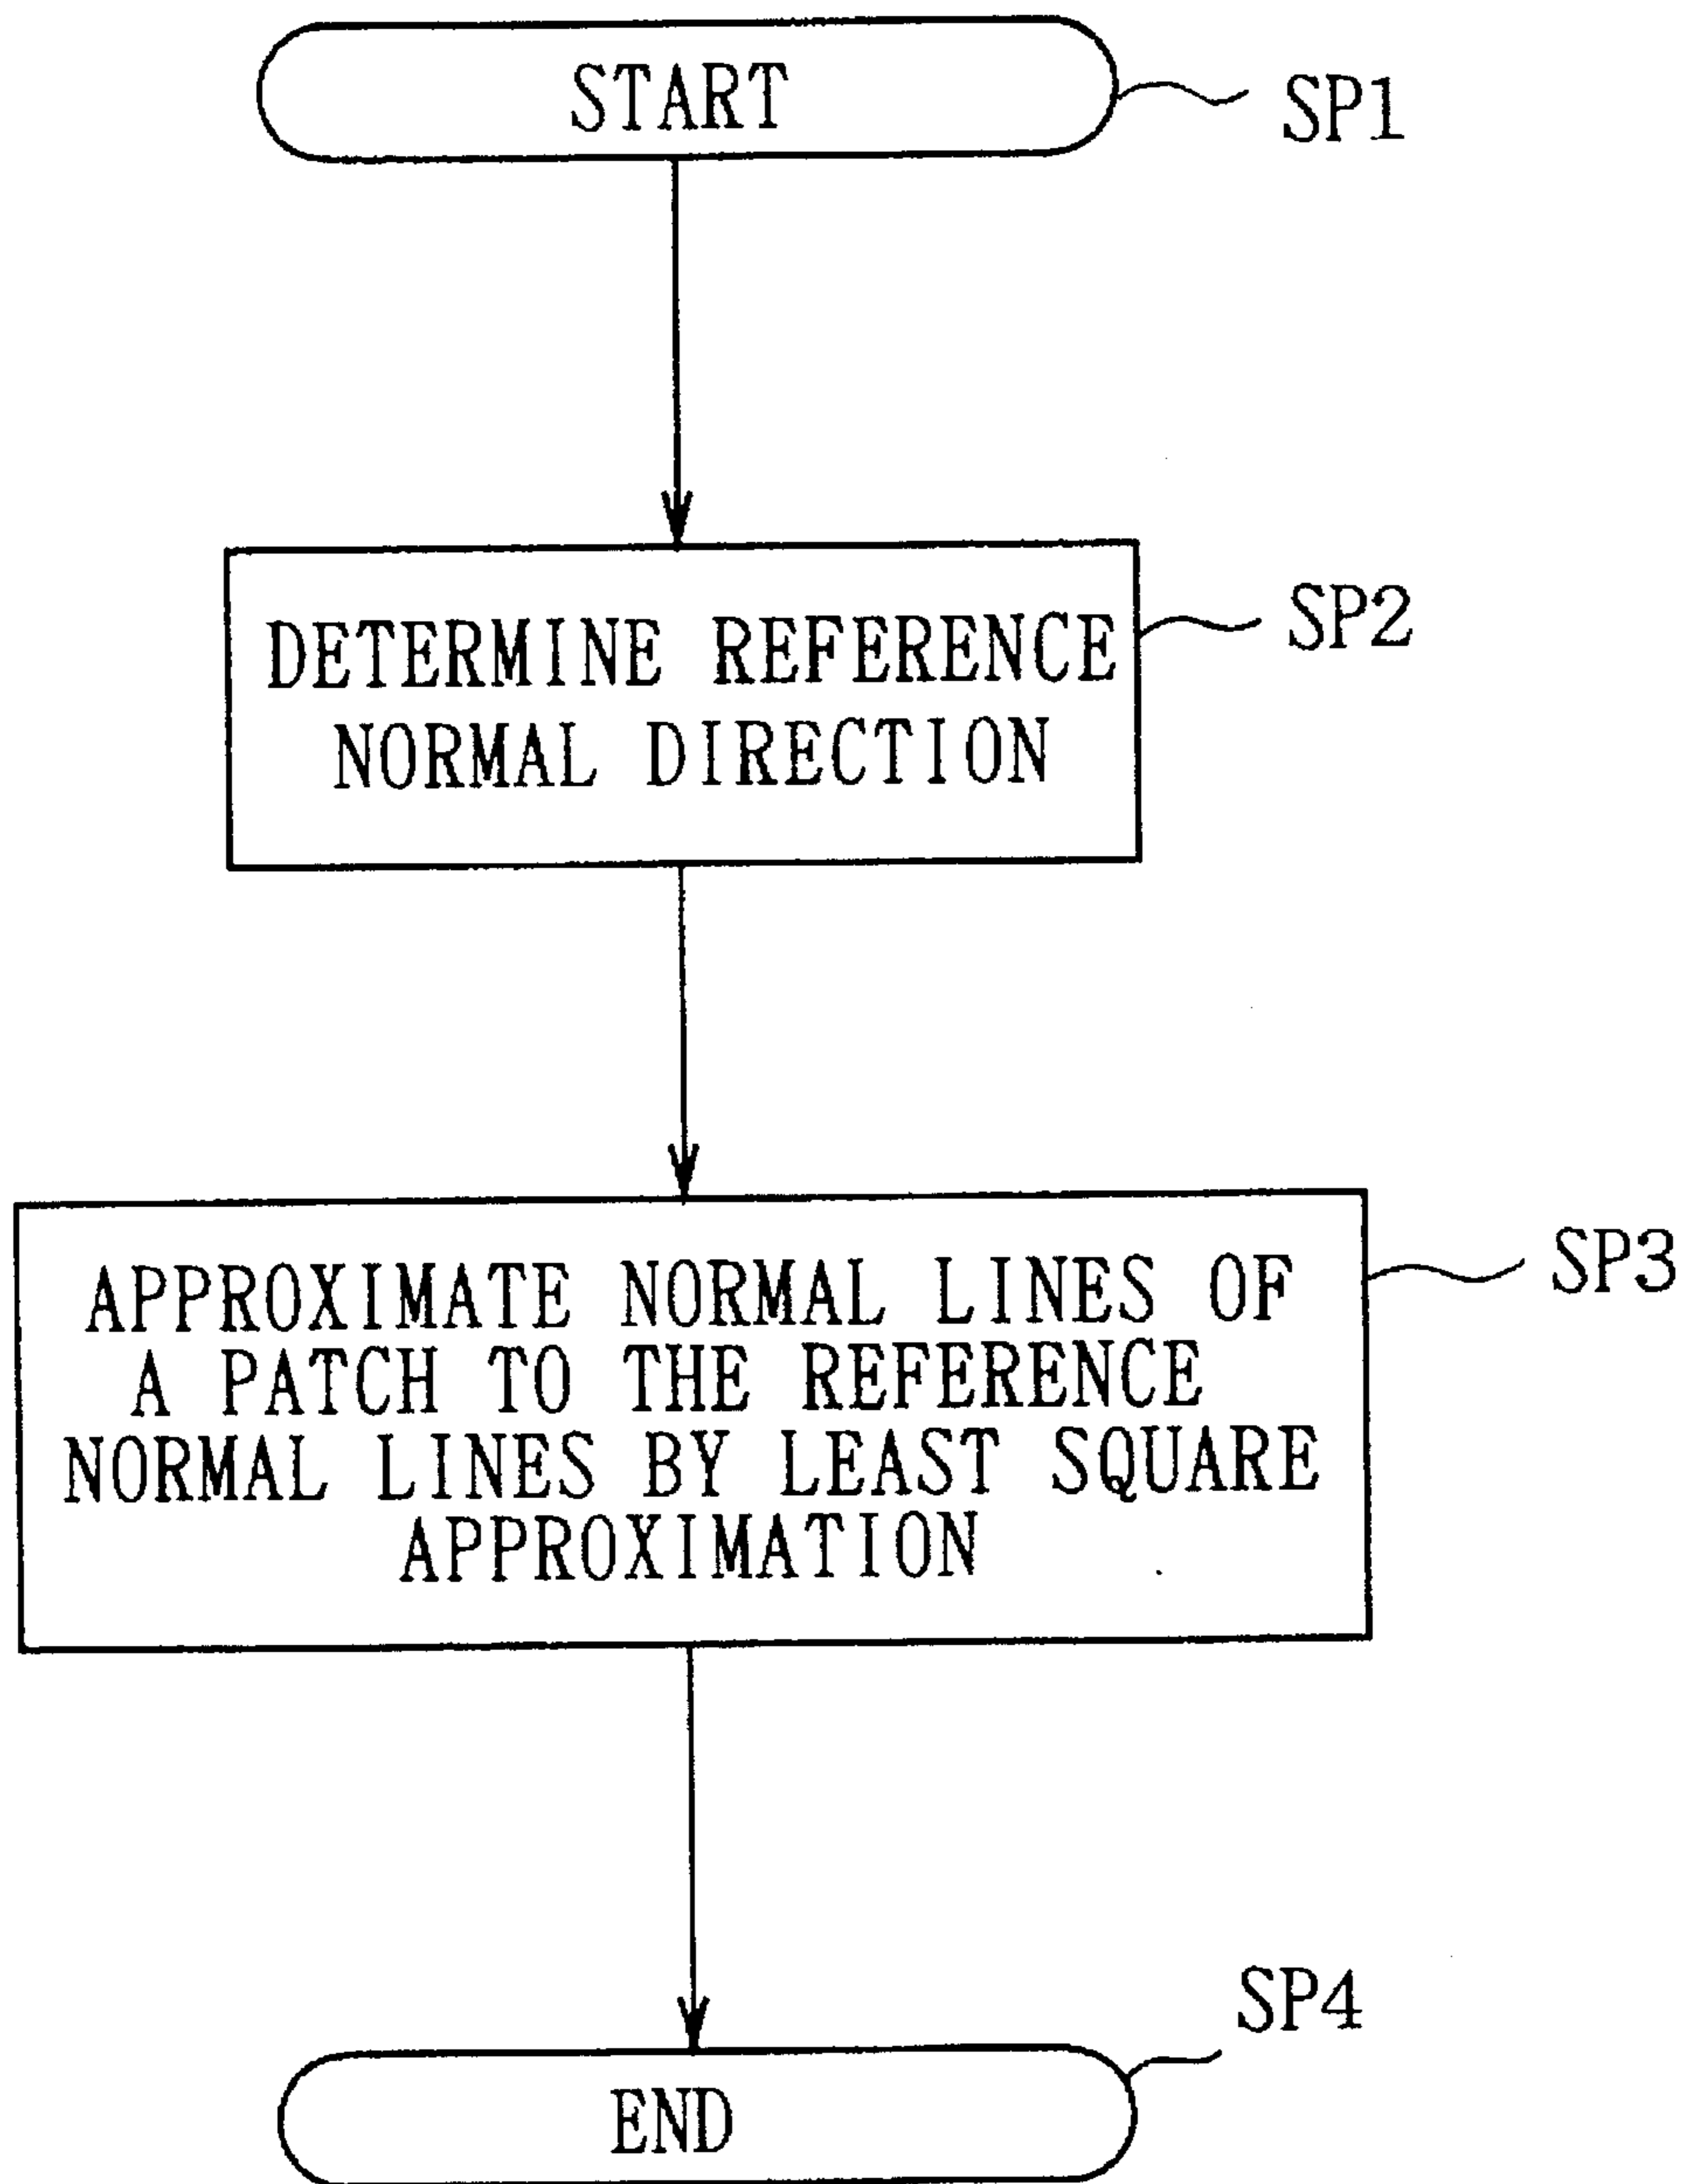 START
SP1
DETERMINE REFERENCE
NORMAL DIRECTION
SP2
APPROXIMATE NORMAL LINES OF
A PATCH TO THE REFERENCE
NORMAL LINES BY LEAST SQUARE
APPROXIMATION
SP3
SP4
END